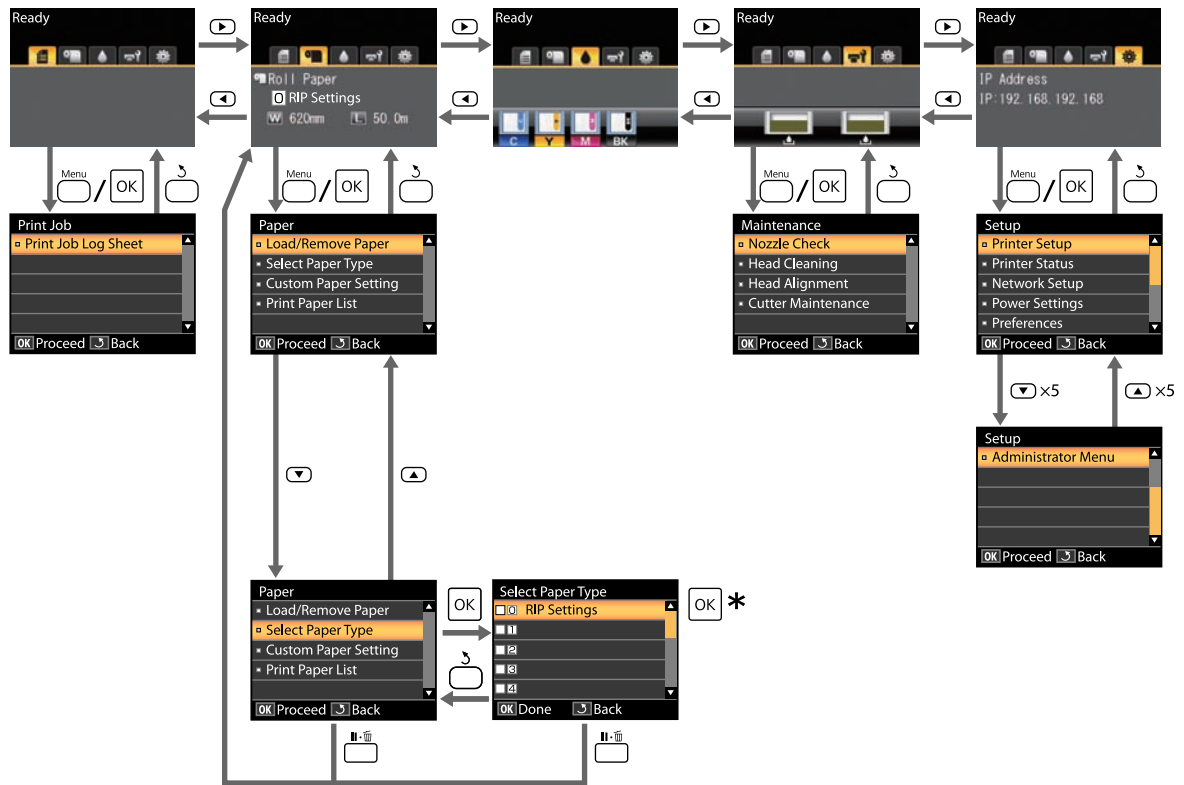 Ready
Ready
Ready
Ready
Ready
Roll Paper
0 RIP Settings
W 620mm L 50.0m
C Y M BK
IP Address
IP:192.168.192.168
Menu / OK
Menu / OK
Menu / OK
Menu / OK
Print Job
Print Job Log Sheet
OK Proceed Back
Paper
Load/Remove Paper
Select Paper Type
Custom Paper Setting
Print Paper List
OK Proceed Back
Maintenance
Nozzle Check
Head Cleaning
Head Alignment
Cutter Maintenance
OK Proceed Back
Setup
Printer Setup
Printer Status
Network Setup
Power Settings
Preferences
OK Proceed Back
×5
×5
Setup
Administrator Menu
OK Proceed Back
Paper
Load/Remove Paper
Select Paper Type
Custom Paper Setting
Print Paper List
OK Proceed Back
OK
Select Paper Type
0 RIP Settings
1
2
3
4
OK Done Back
OK *